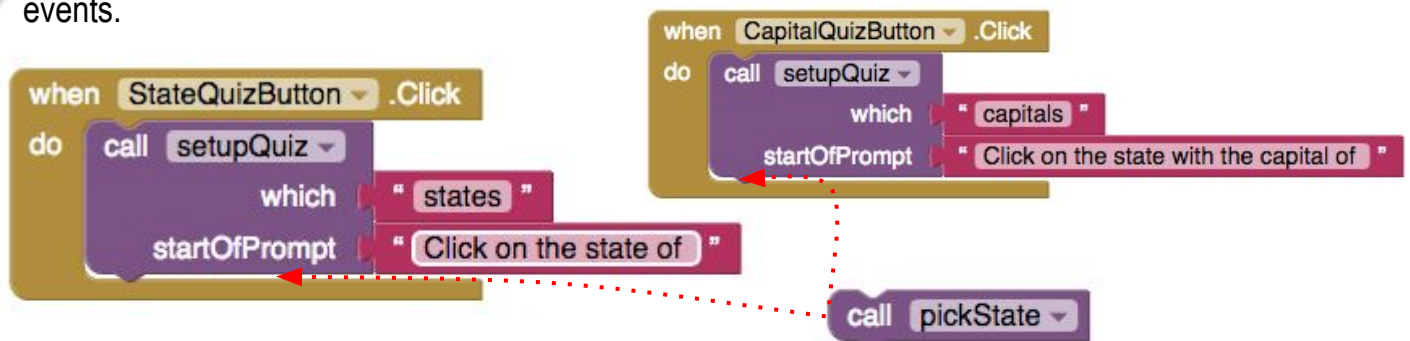 events.
when StateQuizButton .Click
do call setupQuiz
which " states "
startOfPrompt " Click on the state of "
when CapitalQuizButton .Click
do call setupQuiz
which " capitals "
startOfPrompt " Click on the state with the capital of "
call pickState